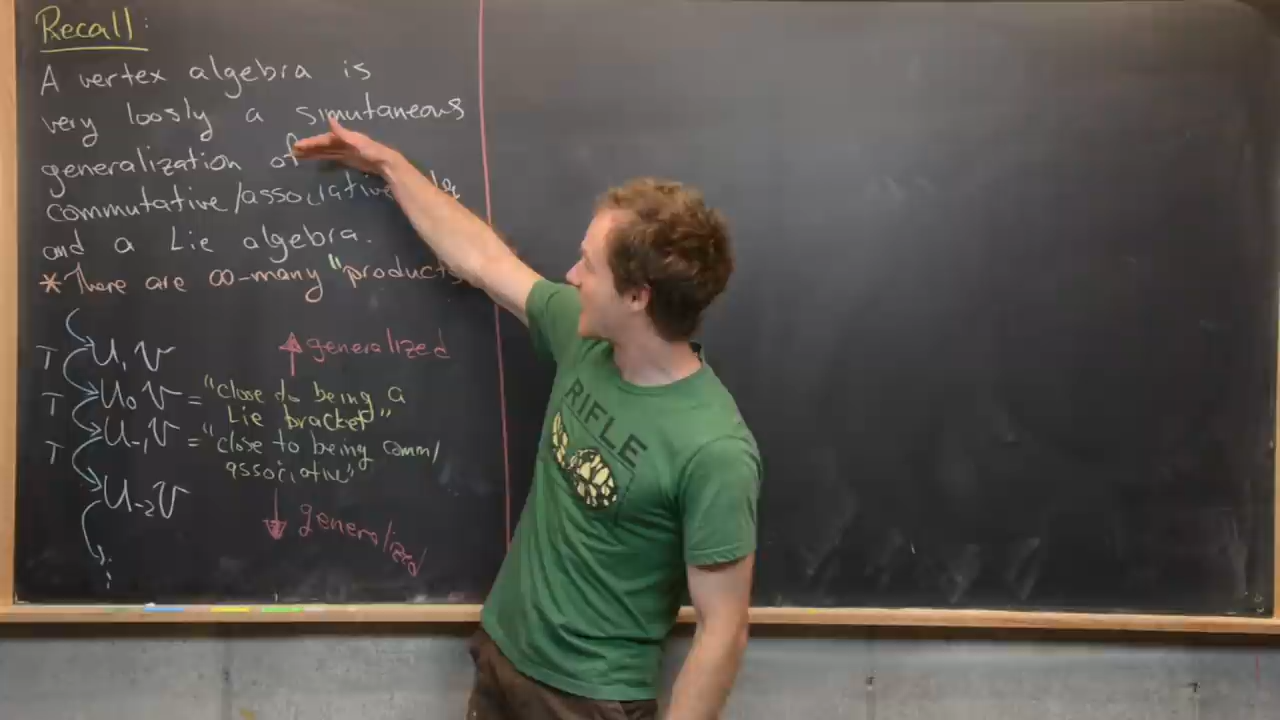 Recall:
A vertex algebra is
very loosly a simutaneous
generalization of
commutative/associative
and a Lie algebra.
*There are ∞-many "products
T U₁V
T U₀V = "close to being a
Lie bracket"
T U₋₁V = "close to being comm/
associative"
U₋₂V
↑ generalized
↓ generalized
RIFLE